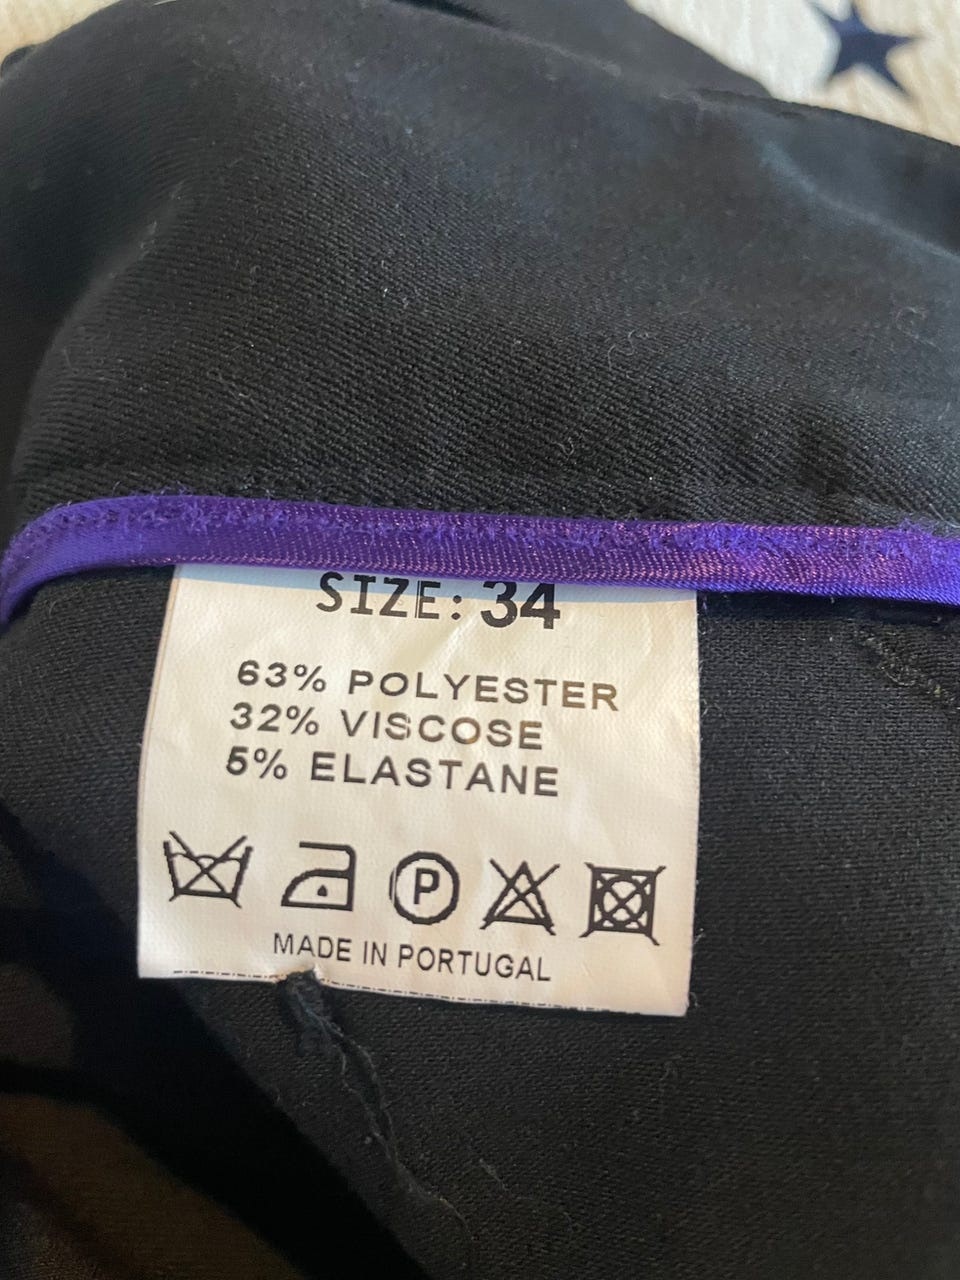 SIZE: 34
63% POLYESTER
32% VISCOSE
5% ELASTANE
P
MADE IN PORTUGAL